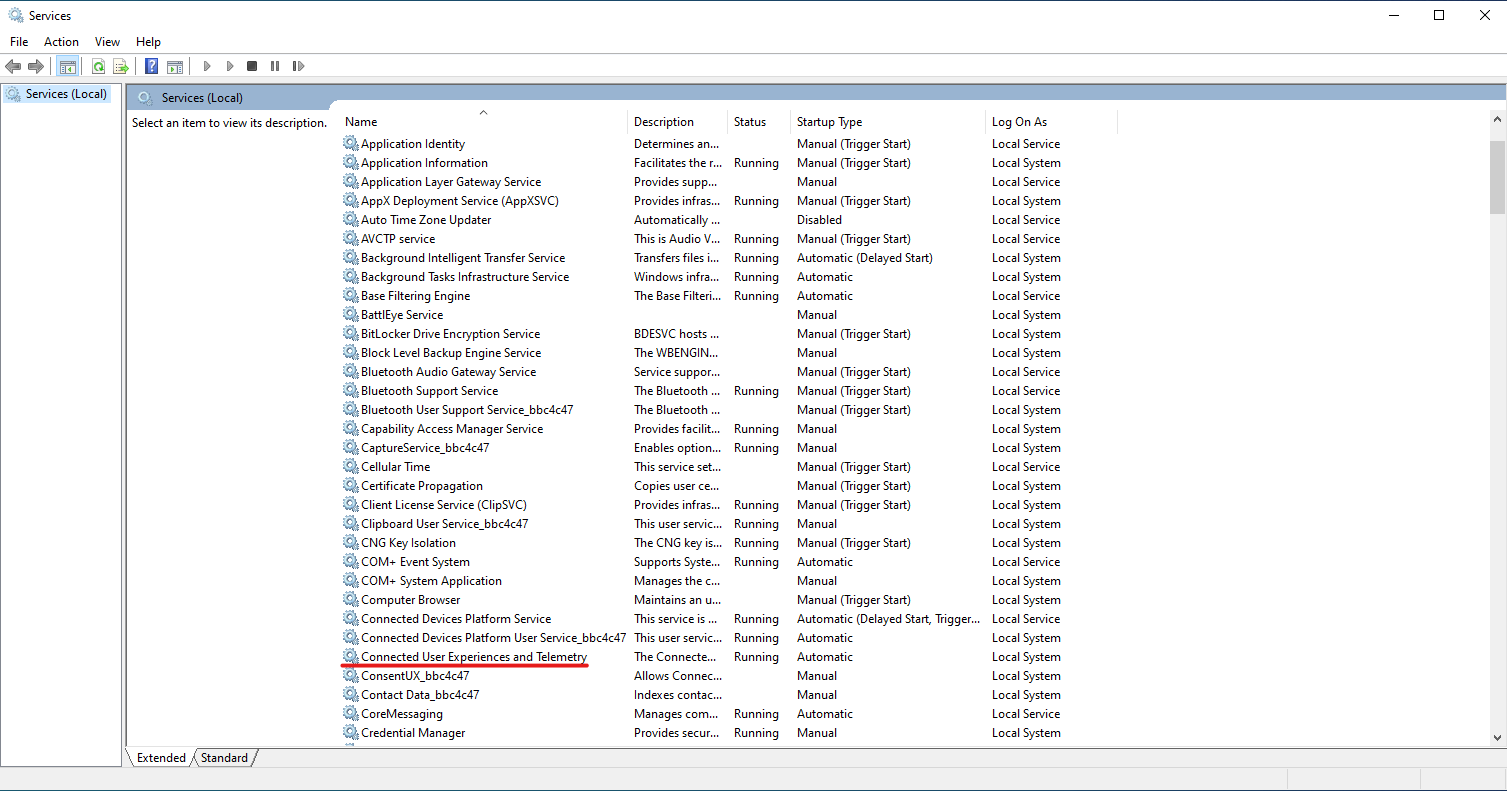 Services
File Action View Help
Services (Local)
Services (Local)
Select an item to view its description.
Name Description Status Startup Type Log On As
Application Identity Determines an... Manual (Trigger Start) Local Service
Application Information Facilitates the r... Running Manual (Trigger Start) Local System
Application Layer Gateway Service Provides supp... Manual Local Service
AppX Deployment Service (AppXSVC) Provides infras... Running Manual (Trigger Start) Local System
Auto Time Zone Updater Automatically ... Disabled Local Service
AVCTP service This is Audio V... Running Manual (Trigger Start) Local Service
Background Intelligent Transfer Service Transfers files i... Running Automatic (Delayed Start) Local System
Background Tasks Infrastructure Service Windows infra... Running Automatic Local System
Base Filtering Engine The Base Filteri... Running Automatic Local Service
BattlEye Service Manual Local System
BitLocker Drive Encryption Service BDESVC hosts ... Manual (Trigger Start) Local System
Block Level Backup Engine Service The WBENGIN... Manual Local System
Bluetooth Audio Gateway Service Service suppor... Manual (Trigger Start) Local Service
Bluetooth Support Service The Bluetooth ... Running Manual (Trigger Start) Local Service
Bluetooth User Support Service_bbc4c47 The Bluetooth ... Manual (Trigger Start) Local System
Capability Access Manager Service Provides facilit... Running Manual Local System
CaptureService_bbc4c47 Enables option... Running Manual Local System
Cellular Time This service set... Manual (Trigger Start) Local Service
Certificate Propagation Copies user ce... Manual (Trigger Start) Local System
Client License Service (ClipSVC) Provides infras... Running Manual (Trigger Start) Local System
Clipboard User Service_bbc4c47 This user servic... Running Manual Local System
CNG Key Isolation The CNG key is... Running Manual (Trigger Start) Local System
COM+ Event System Supports Syste... Running Automatic Local Service
COM+ System Application Manages the c... Manual Local System
Computer Browser Maintains an u... Manual (Trigger Start) Local System
Connected Devices Platform Service This service is ... Running Automatic (Delayed Start, Trigger... Local Service
Connected Devices Platform User Service_bbc4c47 This user servic... Running Automatic Local System
Connected User Experiences and Telemetry The Connecte... Running Automatic Local System
ConsentUX_bbc4c47 Allows Connec... Manual Local System
Contact Data_bbc4c47 Indexes contac... Manual Local System
CoreMessaging Manages com... Running Automatic Local Service
Credential Manager Provides secur... Running Manual Local System
Extended Standard